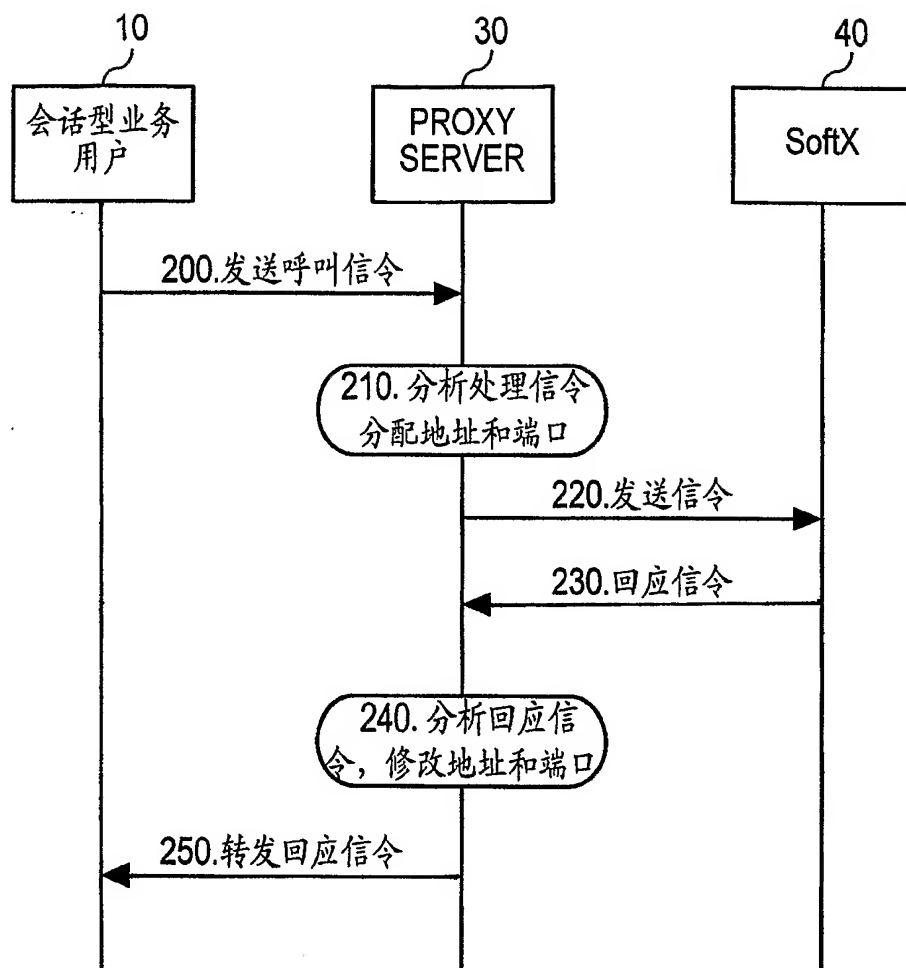 10
30
40
会话型业务
用户
PROXY
SERVER
SoftX
200.发送呼叫信令
210.分析处理信令
分配地址和端口
220.发送信令
230.回应信令
240.分析回应信
令，修改地址和端口
250.转发回应信令